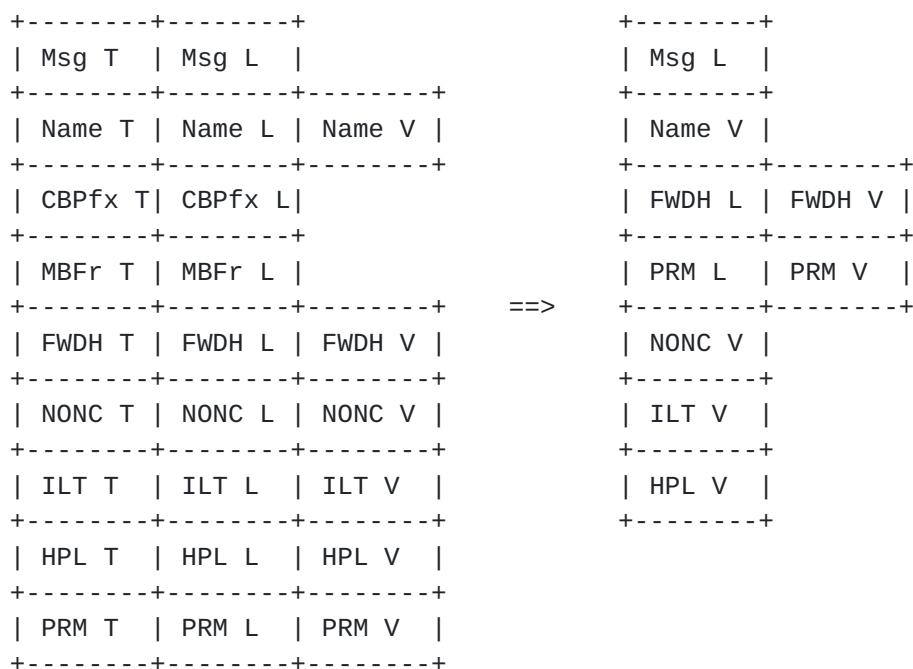 +--------+--------+                     +--------+
| Msg T  | Msg L  |                     | Msg L  |
+--------+--------+--------+            +--------+
| Name T | Name L | Name V |            | Name V |
+--------+--------+--------+            +--------+--------+
| CBPfx T| CBPfx L|                     | FWDH L | FWDH V |
+--------+--------+                     +--------+--------+
| MBFr T | MBFr L |                     | PRM L  | PRM V  |
+--------+--------+--------+    ==>     +--------+--------+
| FWDH T | FWDH L | FWDH V |            | NONC V |
+--------+--------+--------+            +--------+
| NONC T | NONC L | NONC V |            | ILT V  |
+--------+--------+--------+            +--------+
| ILT T  | ILT L  | ILT V  |            | HPL V  |
+--------+--------+--------+            +--------+
| HPL T  | HPL L  | HPL V  |
+--------+--------+--------+
| PRM T  | PRM L  | PRM V  |
+--------+--------+--------+